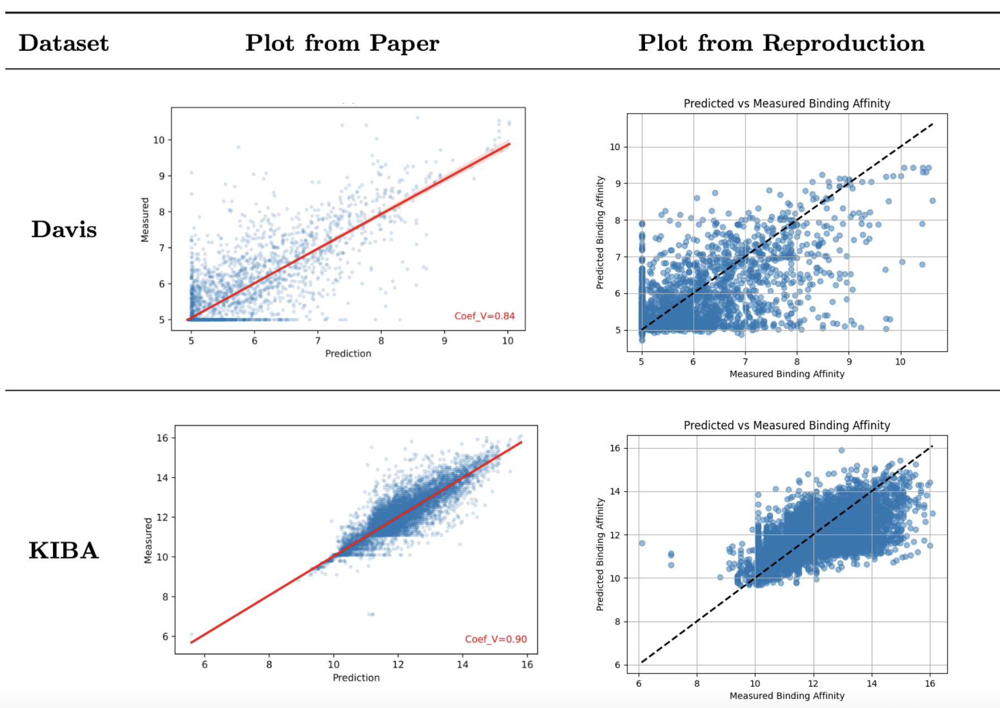 Dataset Plot from Paper Plot from Reproduction
Davis
10
9
8
7
6
5
Measured
5 6 7 8 9 10
Prediction
Coef_V=0.84
Predicted vs Measured Binding Affinity
10
9
8
7
6
5
Predicted Binding Affinity
5 6 7 8 9 10
Measured Binding Affinity
KIBA
16
14
12
10
8
6
Measured
6 8 10 12 14 16
Prediction
Coef_V=0.90
Predicted vs Measured Binding Affinity
16
14
12
10
8
6
Predicted Binding Affinity
6 8 10 12 14 16
Measured Binding Affinity